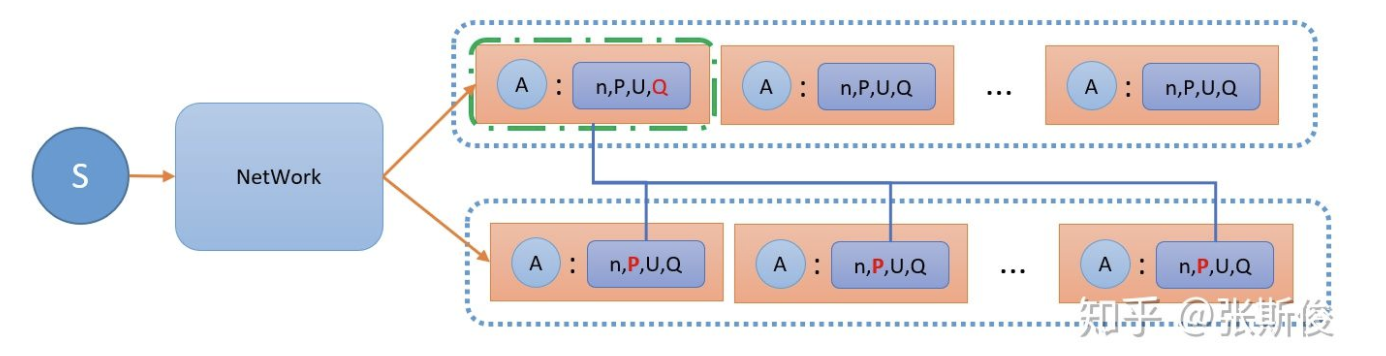 A : n,P,U,Q A : n,P,U,Q ... A : n,P,U,Q
S NetWork
A : n,P,U,Q A : n,P,U,Q ... A : n,P,U,Q
知乎 @张斯俊